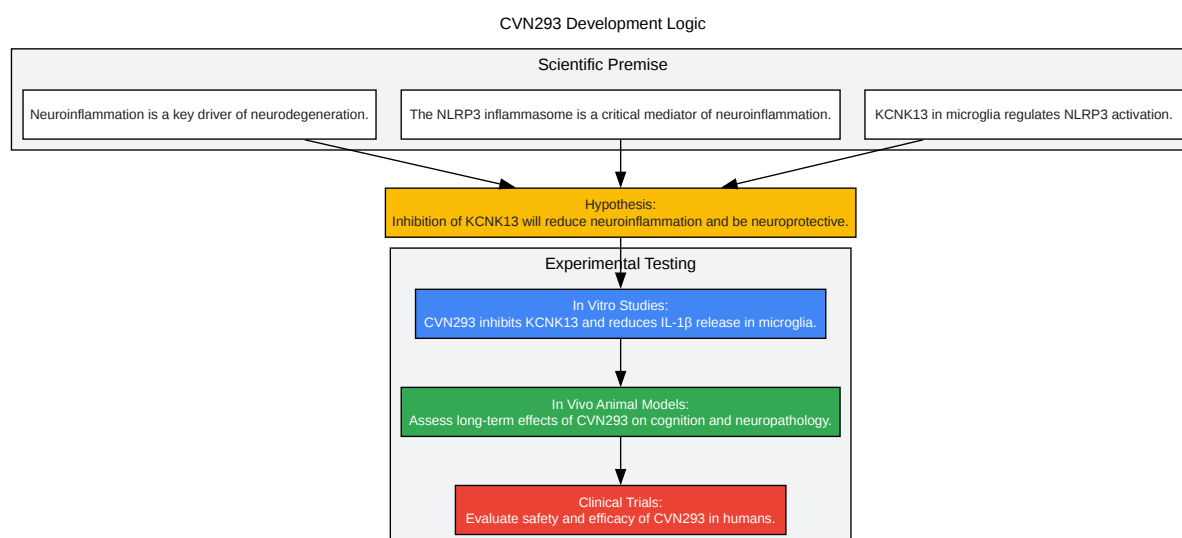 CVN293 Development Logic
Scientific Premise
Neuroinflammation is a key driver of neurodegeneration.
The NLRP3 inflammasome is a critical mediator of neuroinflammation.
KCNK13 in microglia regulates NLRP3 activation.
Hypothesis:
Inhibition of KCNK13 will reduce neuroinflammation and be neuroprotective.
Experimental Testing
In Vitro Studies:
CVN293 inhibits KCNK13 and reduces IL-1β release in microglia.
In Vivo Animal Models:
Assess long-term effects of CVN293 on cognition and neuropathology.
Clinical Trials:
Evaluate safety and efficacy of CVN293 in humans.